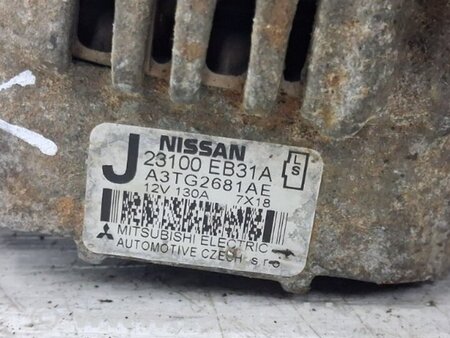 J
NISSAN
23100 EB31A
L S
A3TG2681AE
12V 130A 7X18
MITSUBISHI ELECTRIC
AUTOMOTIVE CZECH s.r.o